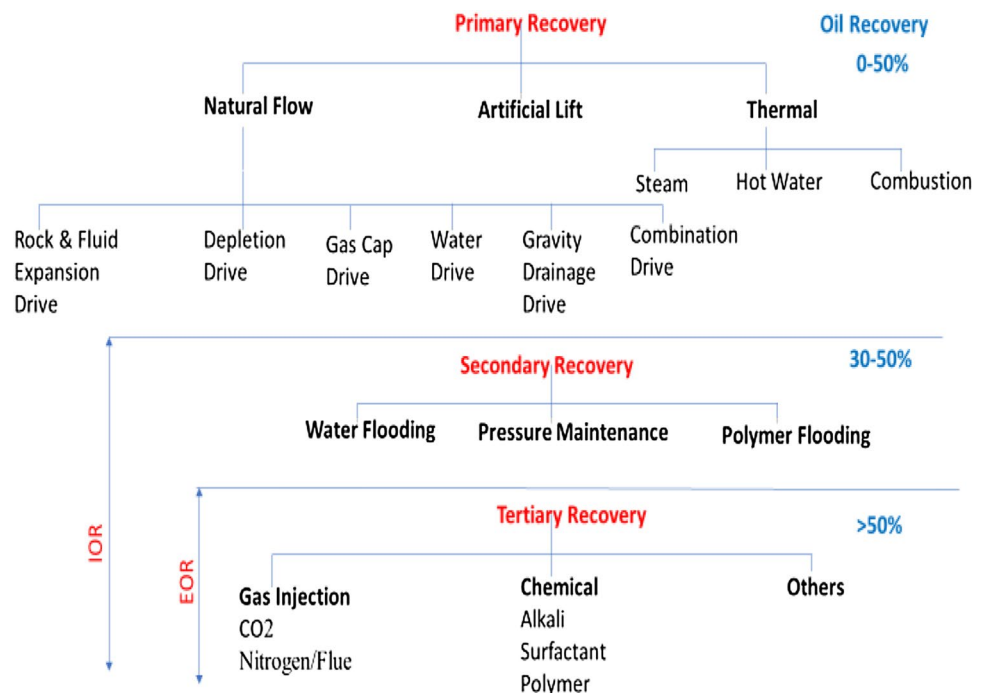 Primary Recovery
Oil Recovery
0-50%
Natural Flow
Artificial Lift
Thermal
Steam
Hot Water
Combustion
Rock & Fluid
Expansion
Drive
Depletion
Drive
Gas Cap
Drive
Water
Drive
Gravity
Drainage
Drive
Combination
Drive
30-50%
Secondary Recovery
Water Flooding
Pressure Maintenance
Polymer Flooding
Tertiary Recovery
>50%
IOR
EOR
Gas Injection
CO2
Nitrogen/Flue
Chemical
Alkali
Surfactant
Polymer
Others